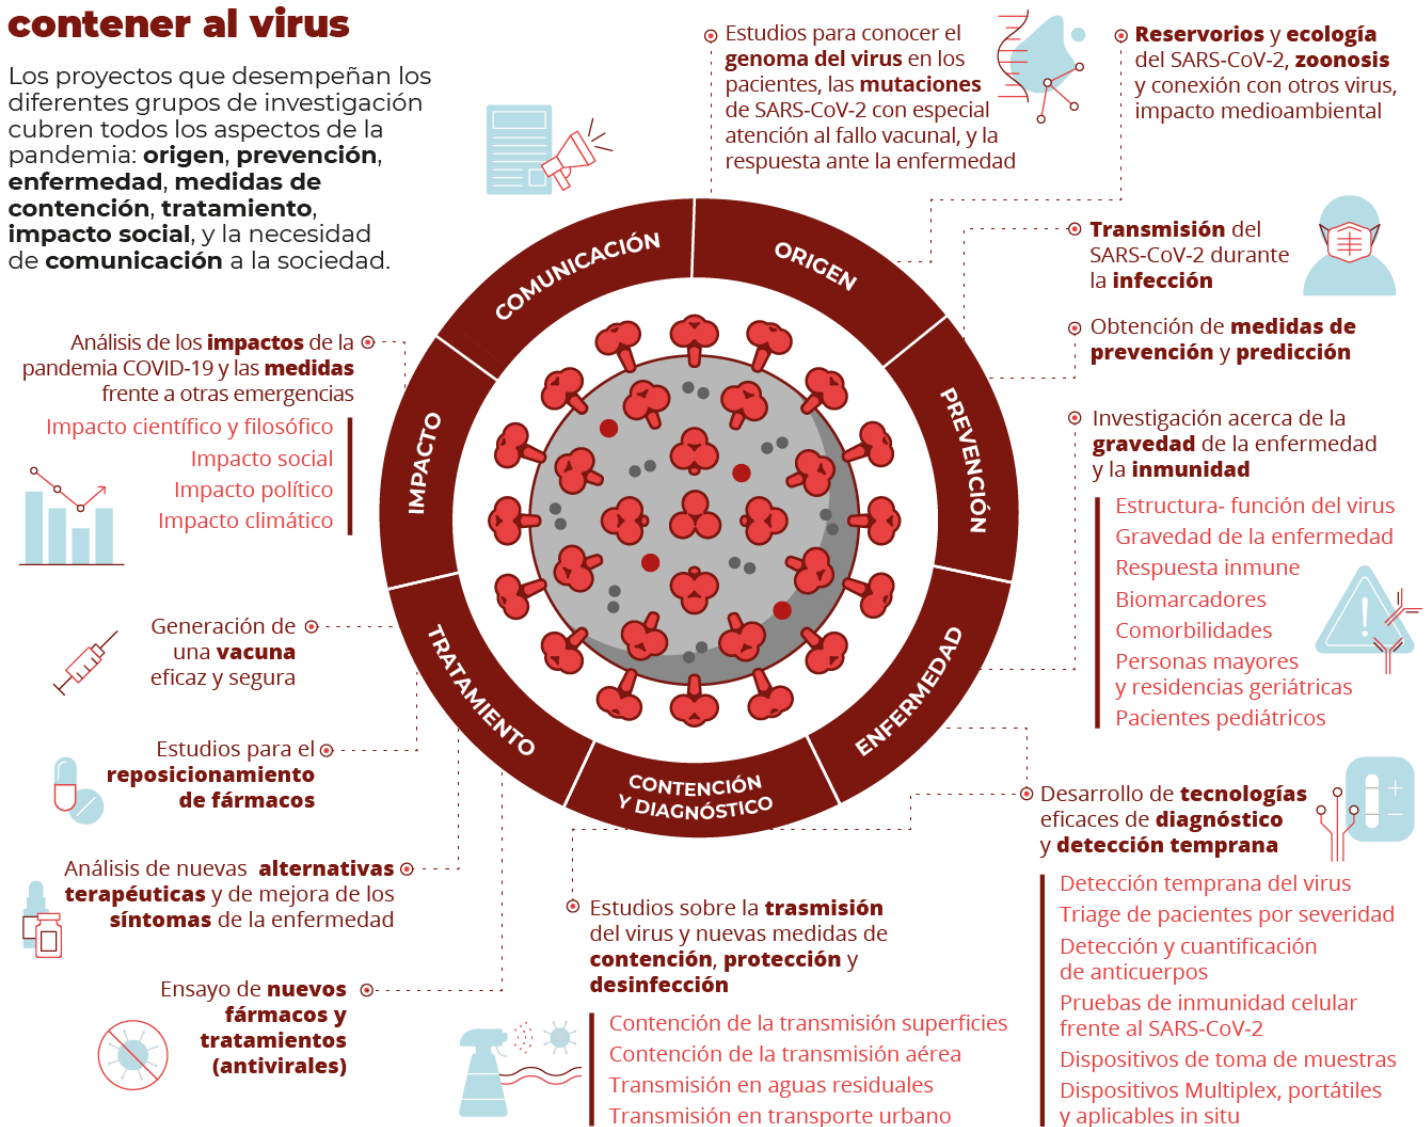 contener al virus
Los proyectos que desempeñan los
diferentes grupos de investigación
cubren todos los aspectos de la
pandemia: origen, prevención,
enfermedad, medidas de
contención, tratamiento,
impacto social, y la necesidad
de comunicación a la sociedad.
Estudios para conocer el
genoma del virus en los
pacientes, las mutaciones
de SARS-CoV-2 con especial
atención al fallo vacunal, y la
respuesta ante la enfermedad
Reservorios y ecología
del SARS-CoV-2, zoonosis
y conexión con otros virus,
impacto medioambiental
Transmisión del
SARS-CoV-2 durante
la infección
Obtención de medidas de
prevención y predicción
Investigación acerca de la
gravedad de la enfermedad
y la inmunidad
Estructura- función del virus
Gravedad de la enfermedad
Respuesta inmune
Biomarcadores
Comorbilidades
Personas mayores
y residencias geriátricas
Pacientes pediátricos
COMUNICACIÓN
ORIGEN
PREVENCIÓN
ENFERMEDAD
CONTENCIÓN
Y DIAGNÓSTICO
TRATAMIENTO
IMPACTO
Análisis de los impactos de la
pandemia COVID-19 y las medidas
frente a otras emergencias
Impacto científico y filosófico
Impacto social
Impacto político
Impacto climático
Generación de
una vacuna
eficaz y segura
Estudios para el
reposicionamiento
de fármacos
Análisis de nuevas alternativas
terapéuticas y de mejora de los
síntomas de la enfermedad
Ensayo de nuevos
fármacos y
tratamientos
(antivirales)
Estudios sobre la trasmisión
del virus y nuevas medidas de
contención, protección y
desinfección
Contención de la transmisión superficies
Contención de la transmisión aérea
Transmisión en aguas residuales
Transmisión en transporte urbano
Desarrollo de tecnologías
eficaces de diagnóstico
y detección temprana
Detección temprana del virus
Triage de pacientes por severidad
Detección y cuantificación
de anticuerpos
Pruebas de inmunidad celular
frente al SARS-CoV-2
Dispositivos de toma de muestras
Dispositivos Multiplex, portátiles
y aplicables in situ